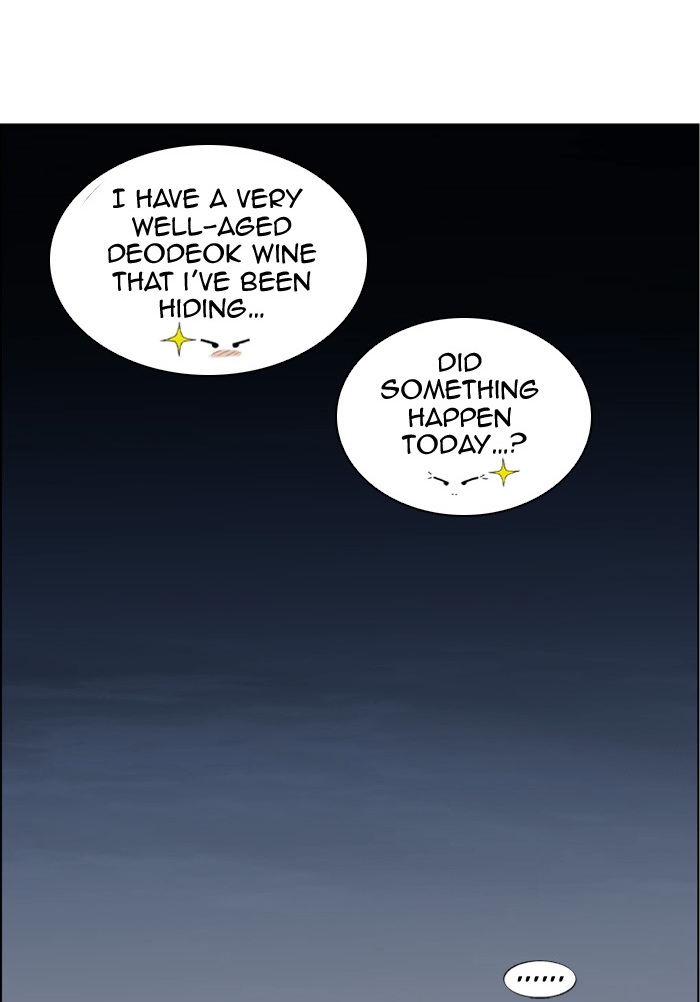 I HAVE A VERY
WELL-AGED
DEODEOK WINE
THAT I'VE BEEN
HIDING...
DID
SOMETHING
HAPPEN
TODAY...?
......